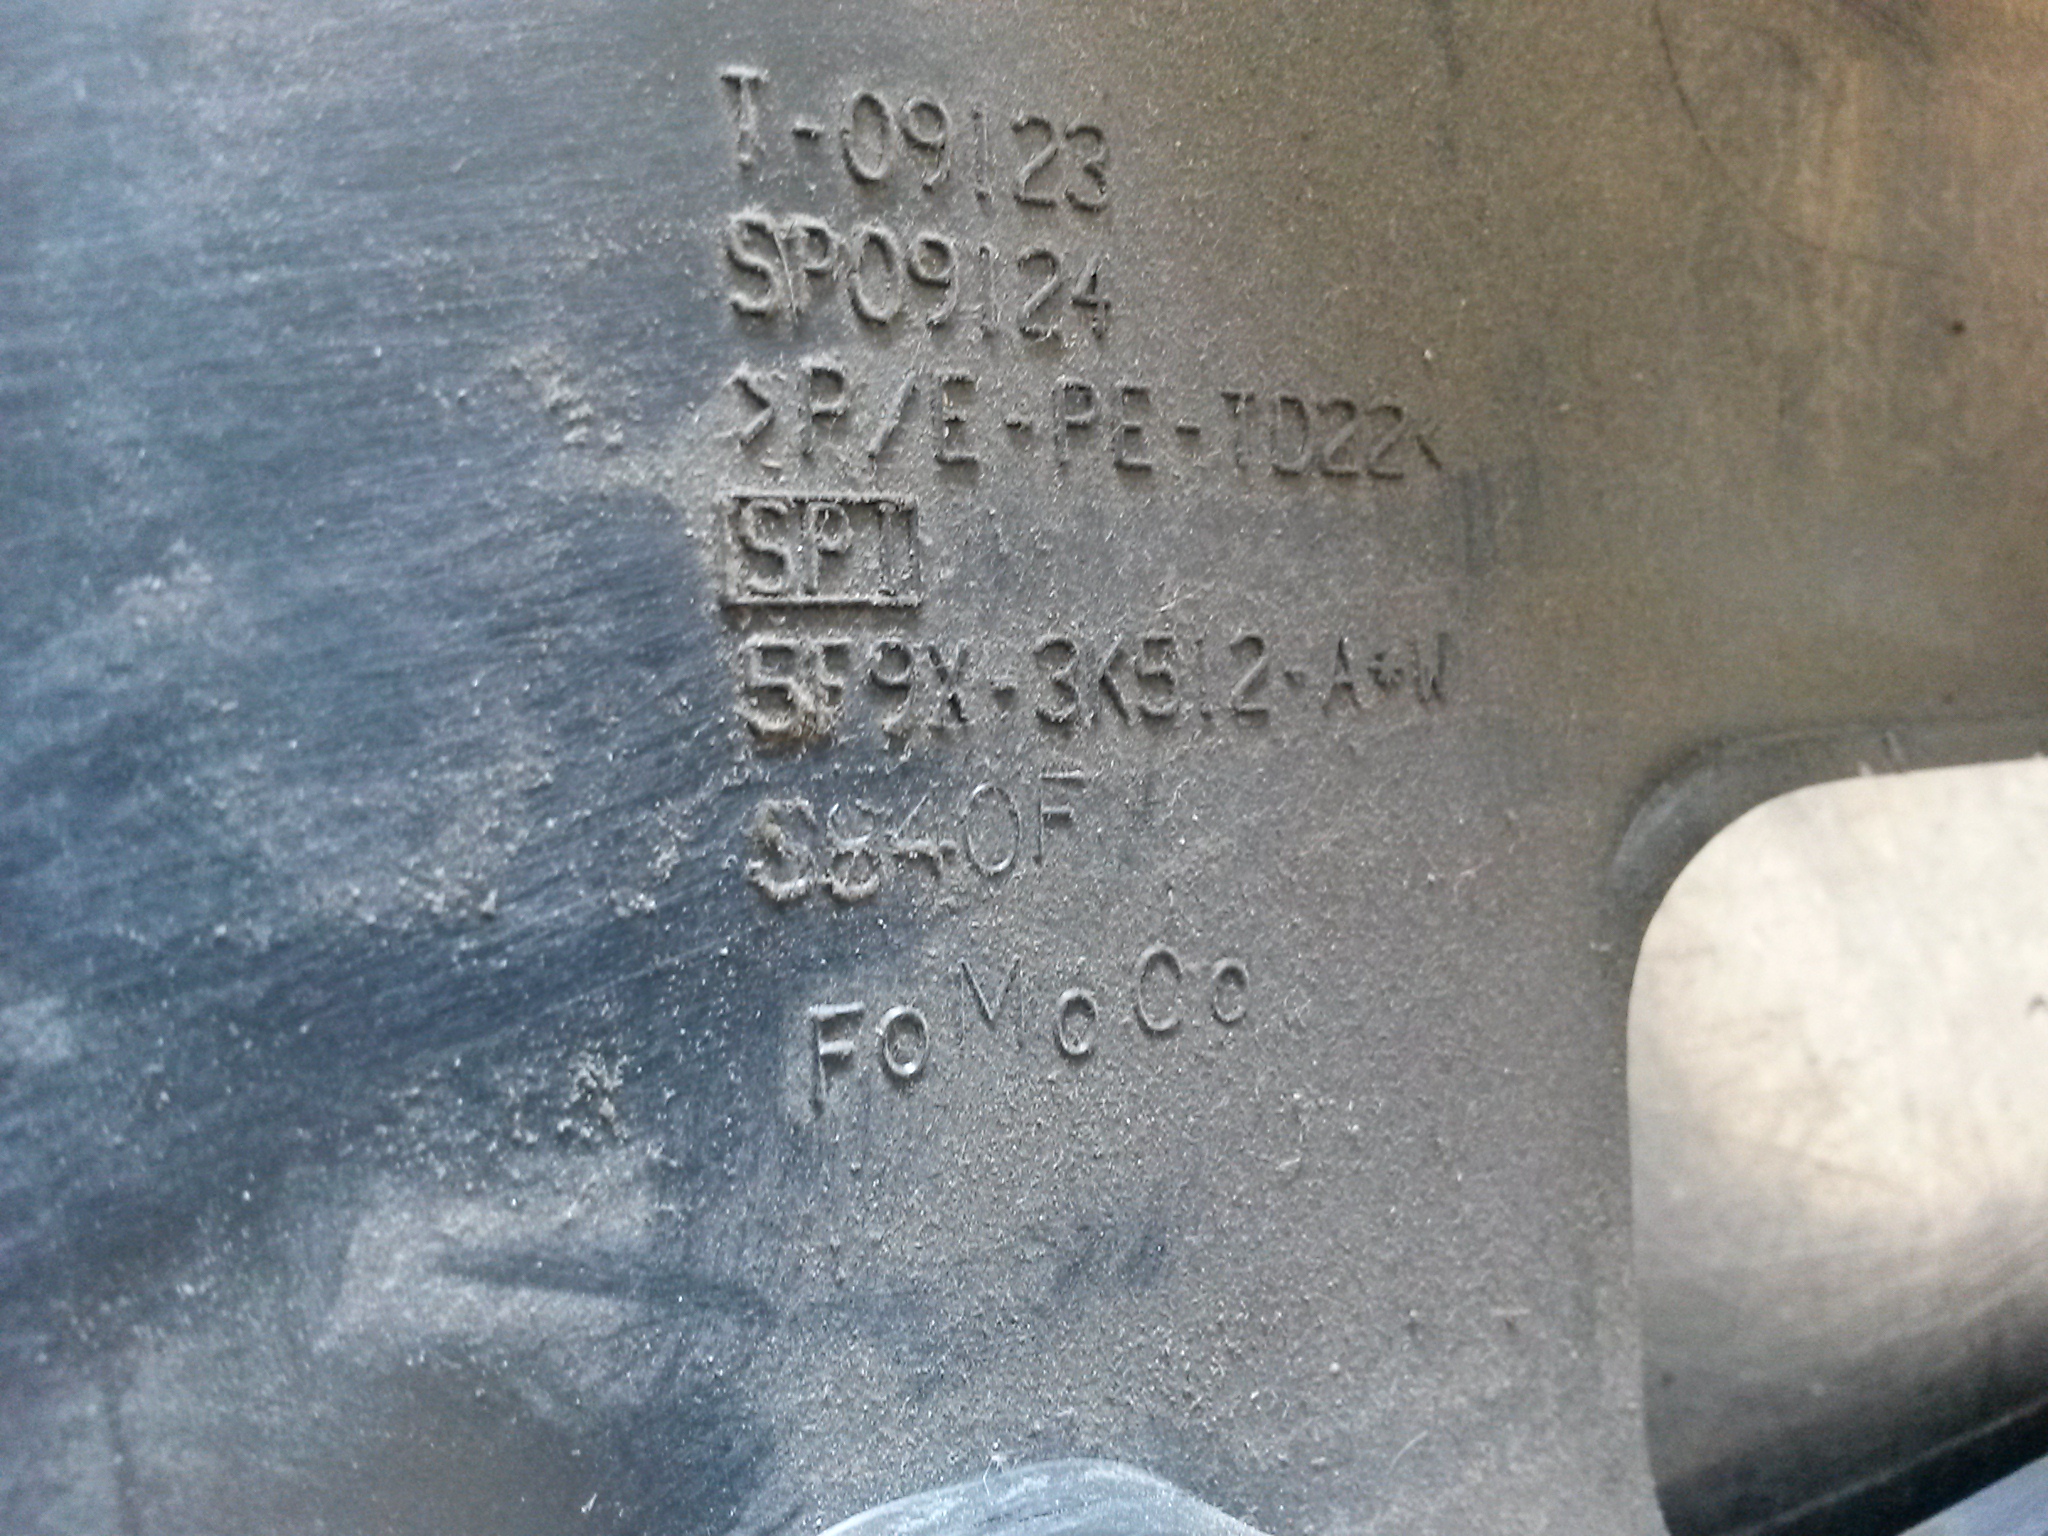 T-09123
SP09124
>P/E-PE-TD22<
SPI
5F9X-3K512-A*W
S840F
FoMoCo